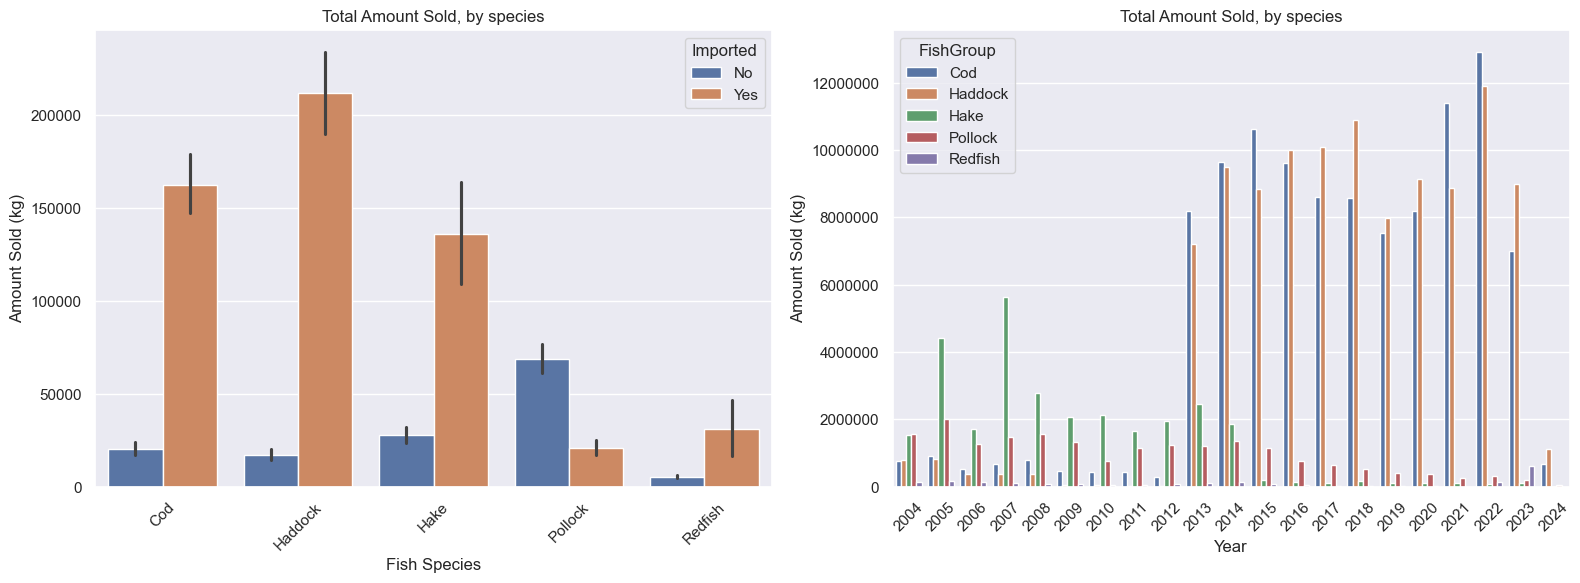 Total Amount Sold, by species
Amount Sold (kg)
200000
150000
100000
50000
0
Imported
No
Yes
Cod
Haddock
Hake
Pollock
Redfish
Fish Species
Total Amount Sold, by species
Amount Sold (kg)
12000000
10000000
8000000
6000000
4000000
2000000
0
FishGroup
Cod
Haddock
Hake
Pollock
Redfish
2004
2005
2006
2007
2008
2009
2010
2011
2012
2013
2014
2015
2016
2017
2018
2019
2020
2021
2022
2023
2024
Year